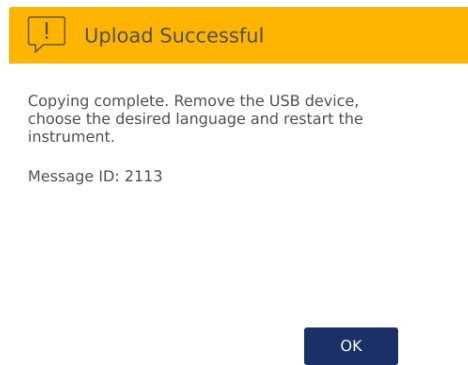 !
Upload Successful
Copying complete. Remove the USB device,
choose the desired language and restart the
instrument.
Message ID: 2113
OK